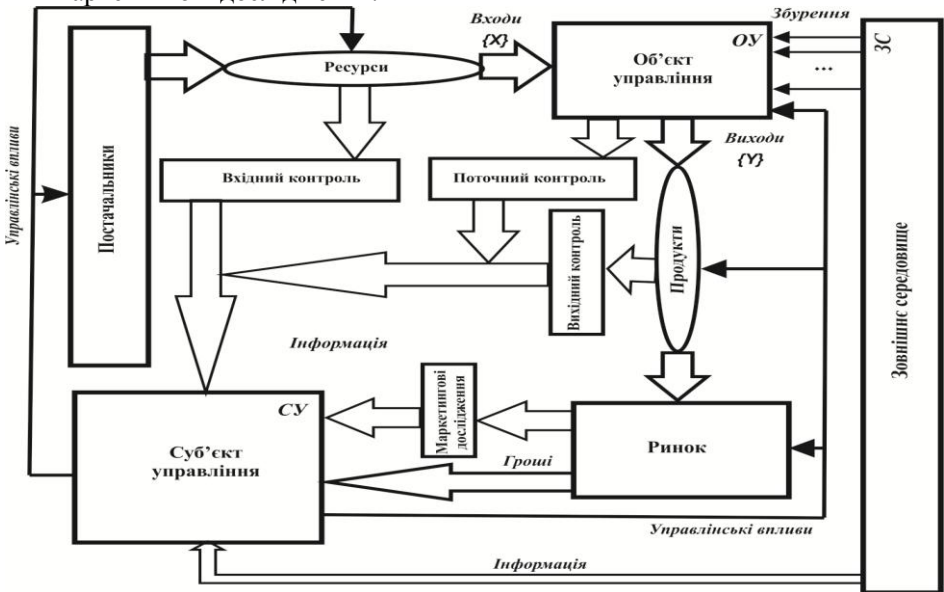 Входи
{X}
Збурення
Ресурси
ОУ
Об’єкт
управління
...
ЗС
Виходи
{Y}
Управлінські впливи
Постачальники
Вхідний контроль
Поточний контроль
Продукти
Вихідний контроль
Зовнішнє середовище
Інформація
СУ
Суб’єкт
управління
Маркетингові
дослідження
Гроші
Ринок
Управлінські впливи
Інформація